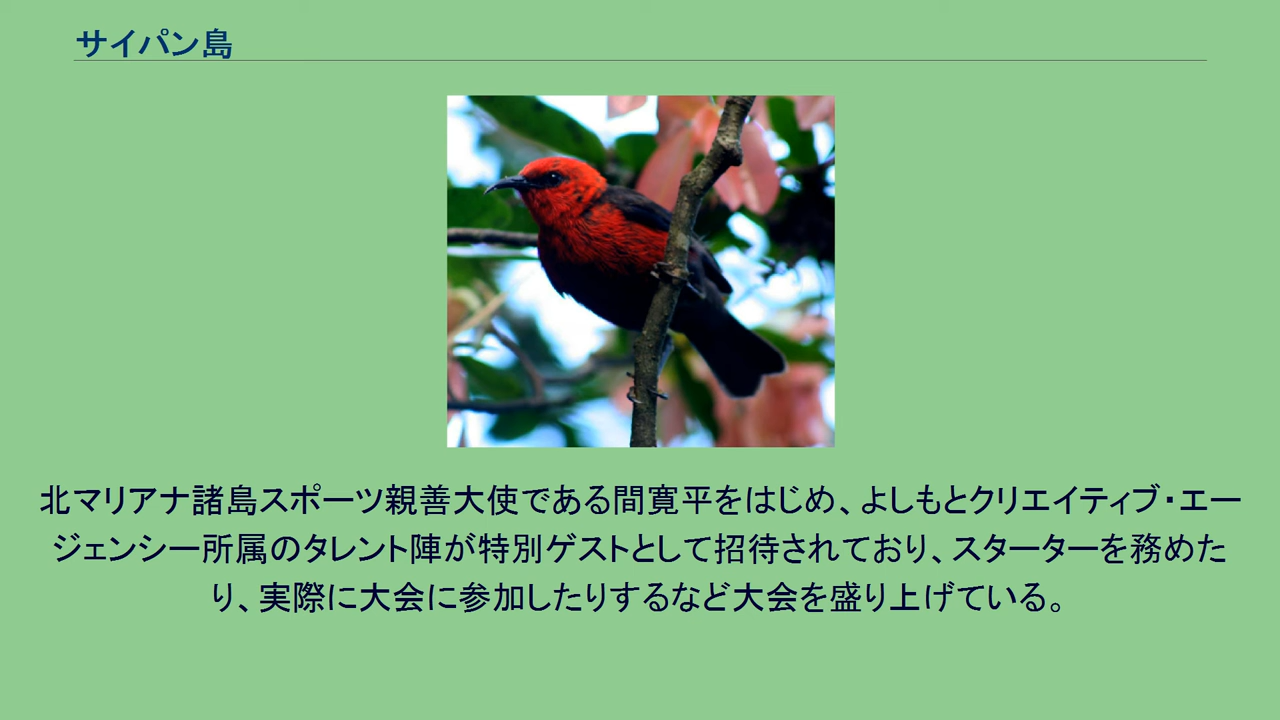 サイパン島
北マリアナ諸島スポーツ親善大使である間寛平をはじめ、よしもとクリエイティブ・エー
ジェンシー所属のタレント陣が特別ゲストとして招待されており、スターターを務めた
り、実際に大会に参加したりするなど大会を盛り上げている。